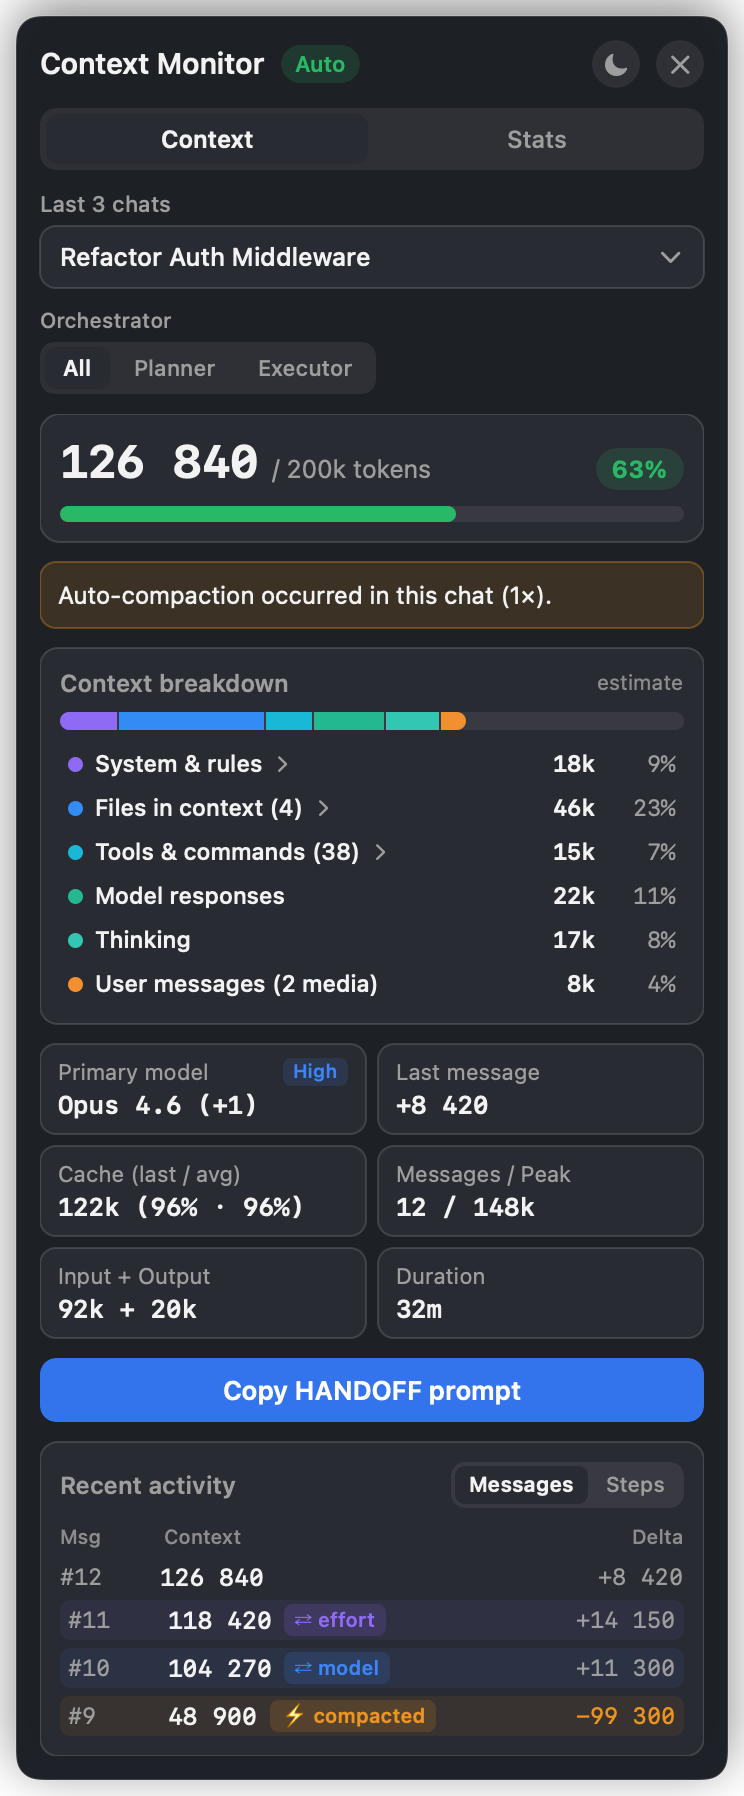 Context Monitor Auto
Context Stats
Last 3 chats
Refactor Auth Middleware
Orchestrator
All Planner Executor
126 840 / 200k tokens 63%
Auto-compaction occurred in this chat (1×).
Context breakdown estimate
System & rules 18k 9%
Files in context (4) 46k 23%
Tools & commands (38) 15k 7%
Model responses 22k 11%
Thinking 17k 8%
User messages (2 media) 8k 4%
Primary model High
Opus 4.6 (+1)
Last message
+8 420
Cache (last / avg)
122k (96% · 96%)
Messages / Peak
12 / 148k
Input + Output
92k + 20k
Duration
32m
Copy HANDOFF prompt
Recent activity Messages Steps
Msg Context Delta
#12 126 840 +8 420
#11 118 420 ⇄ effort +14 150
#10 104 270 ⇄ model +11 300
#9 48 900 ⚡ compacted −99 300